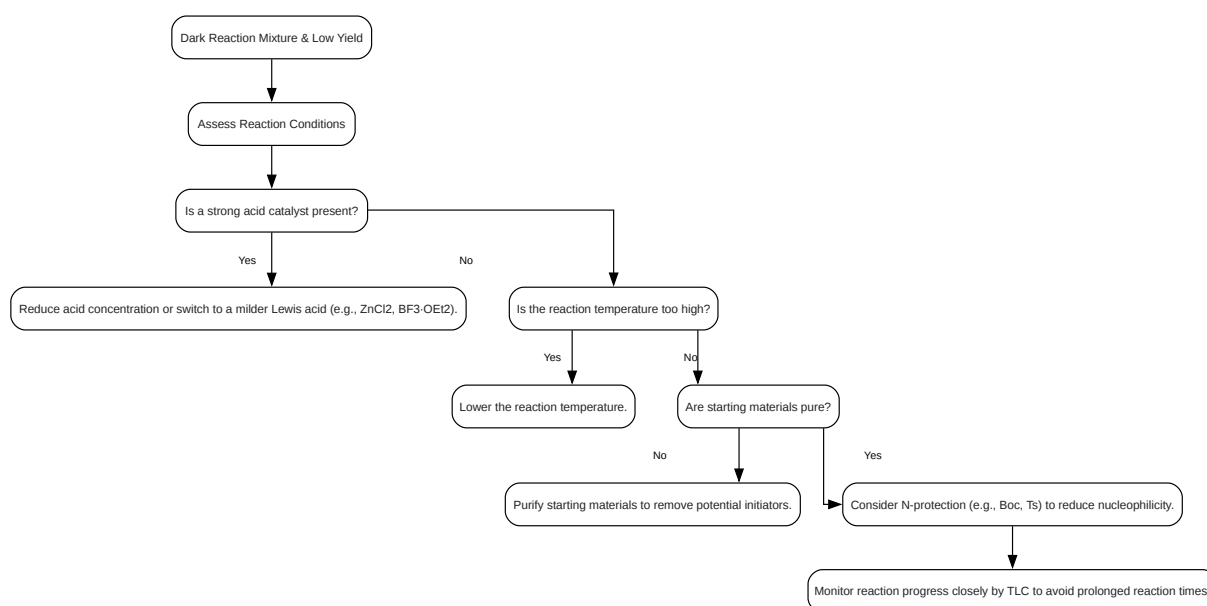 Dark Reaction Mixture & Low Yield
Assess Reaction Conditions
Is a strong acid catalyst present?
Yes
No
Reduce acid concentration or switch to a milder Lewis acid (e.g., ZnCl2, BF3·OEt2).
Is the reaction temperature too high?
Yes
No
Lower the reaction temperature.
Are starting materials pure?
No
Yes
Purify starting materials to remove potential initiators.
Consider N-protection (e.g., Boc, Ts) to reduce nucleophilicity.
Monitor reaction progress closely by TLC to avoid prolonged reaction times